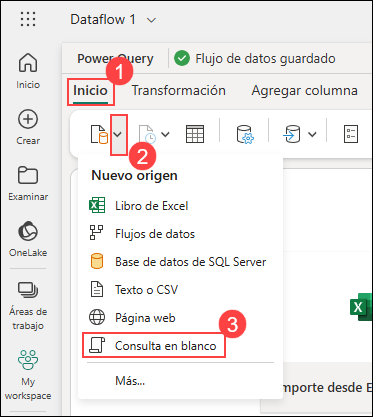 Dataflow 1
Power Query
Flujo de datos guardado
1
Inicio
Inicio
Transformación
Agregar columna
Crear
2
Nuevo origen
Examinar
Libro de Excel
Flujos de datos
OneLake
Base de datos de SQL Server
Texto o CSV
Áreas de
trabajo
Página web
3
Consulta en blanco
My
workspace
Más...
mporte desde E